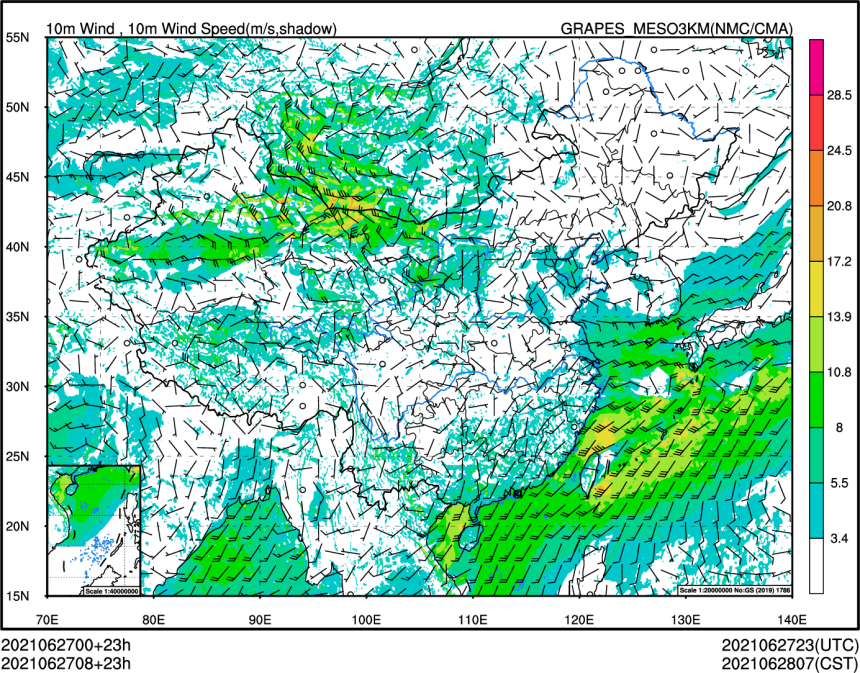 10m Wind , 10m Wind Speed(m/s,shadow) GRAPES_MESO3KM(NMC/CMA)
55N
50N
45N
40N
35N
30N
25N
20N
15N
28.5
24.5
20.8
17.2
13.9
10.8
8
5.5
3.4
Scale 1:40000000
Scale 1:20000000 No:GS (2019) 1786
70E 80E 90E 100E 110E 120E 130E 140E
2021062700+23h 2021062723(UTC)
2021062708+23h 2021062807(CST)